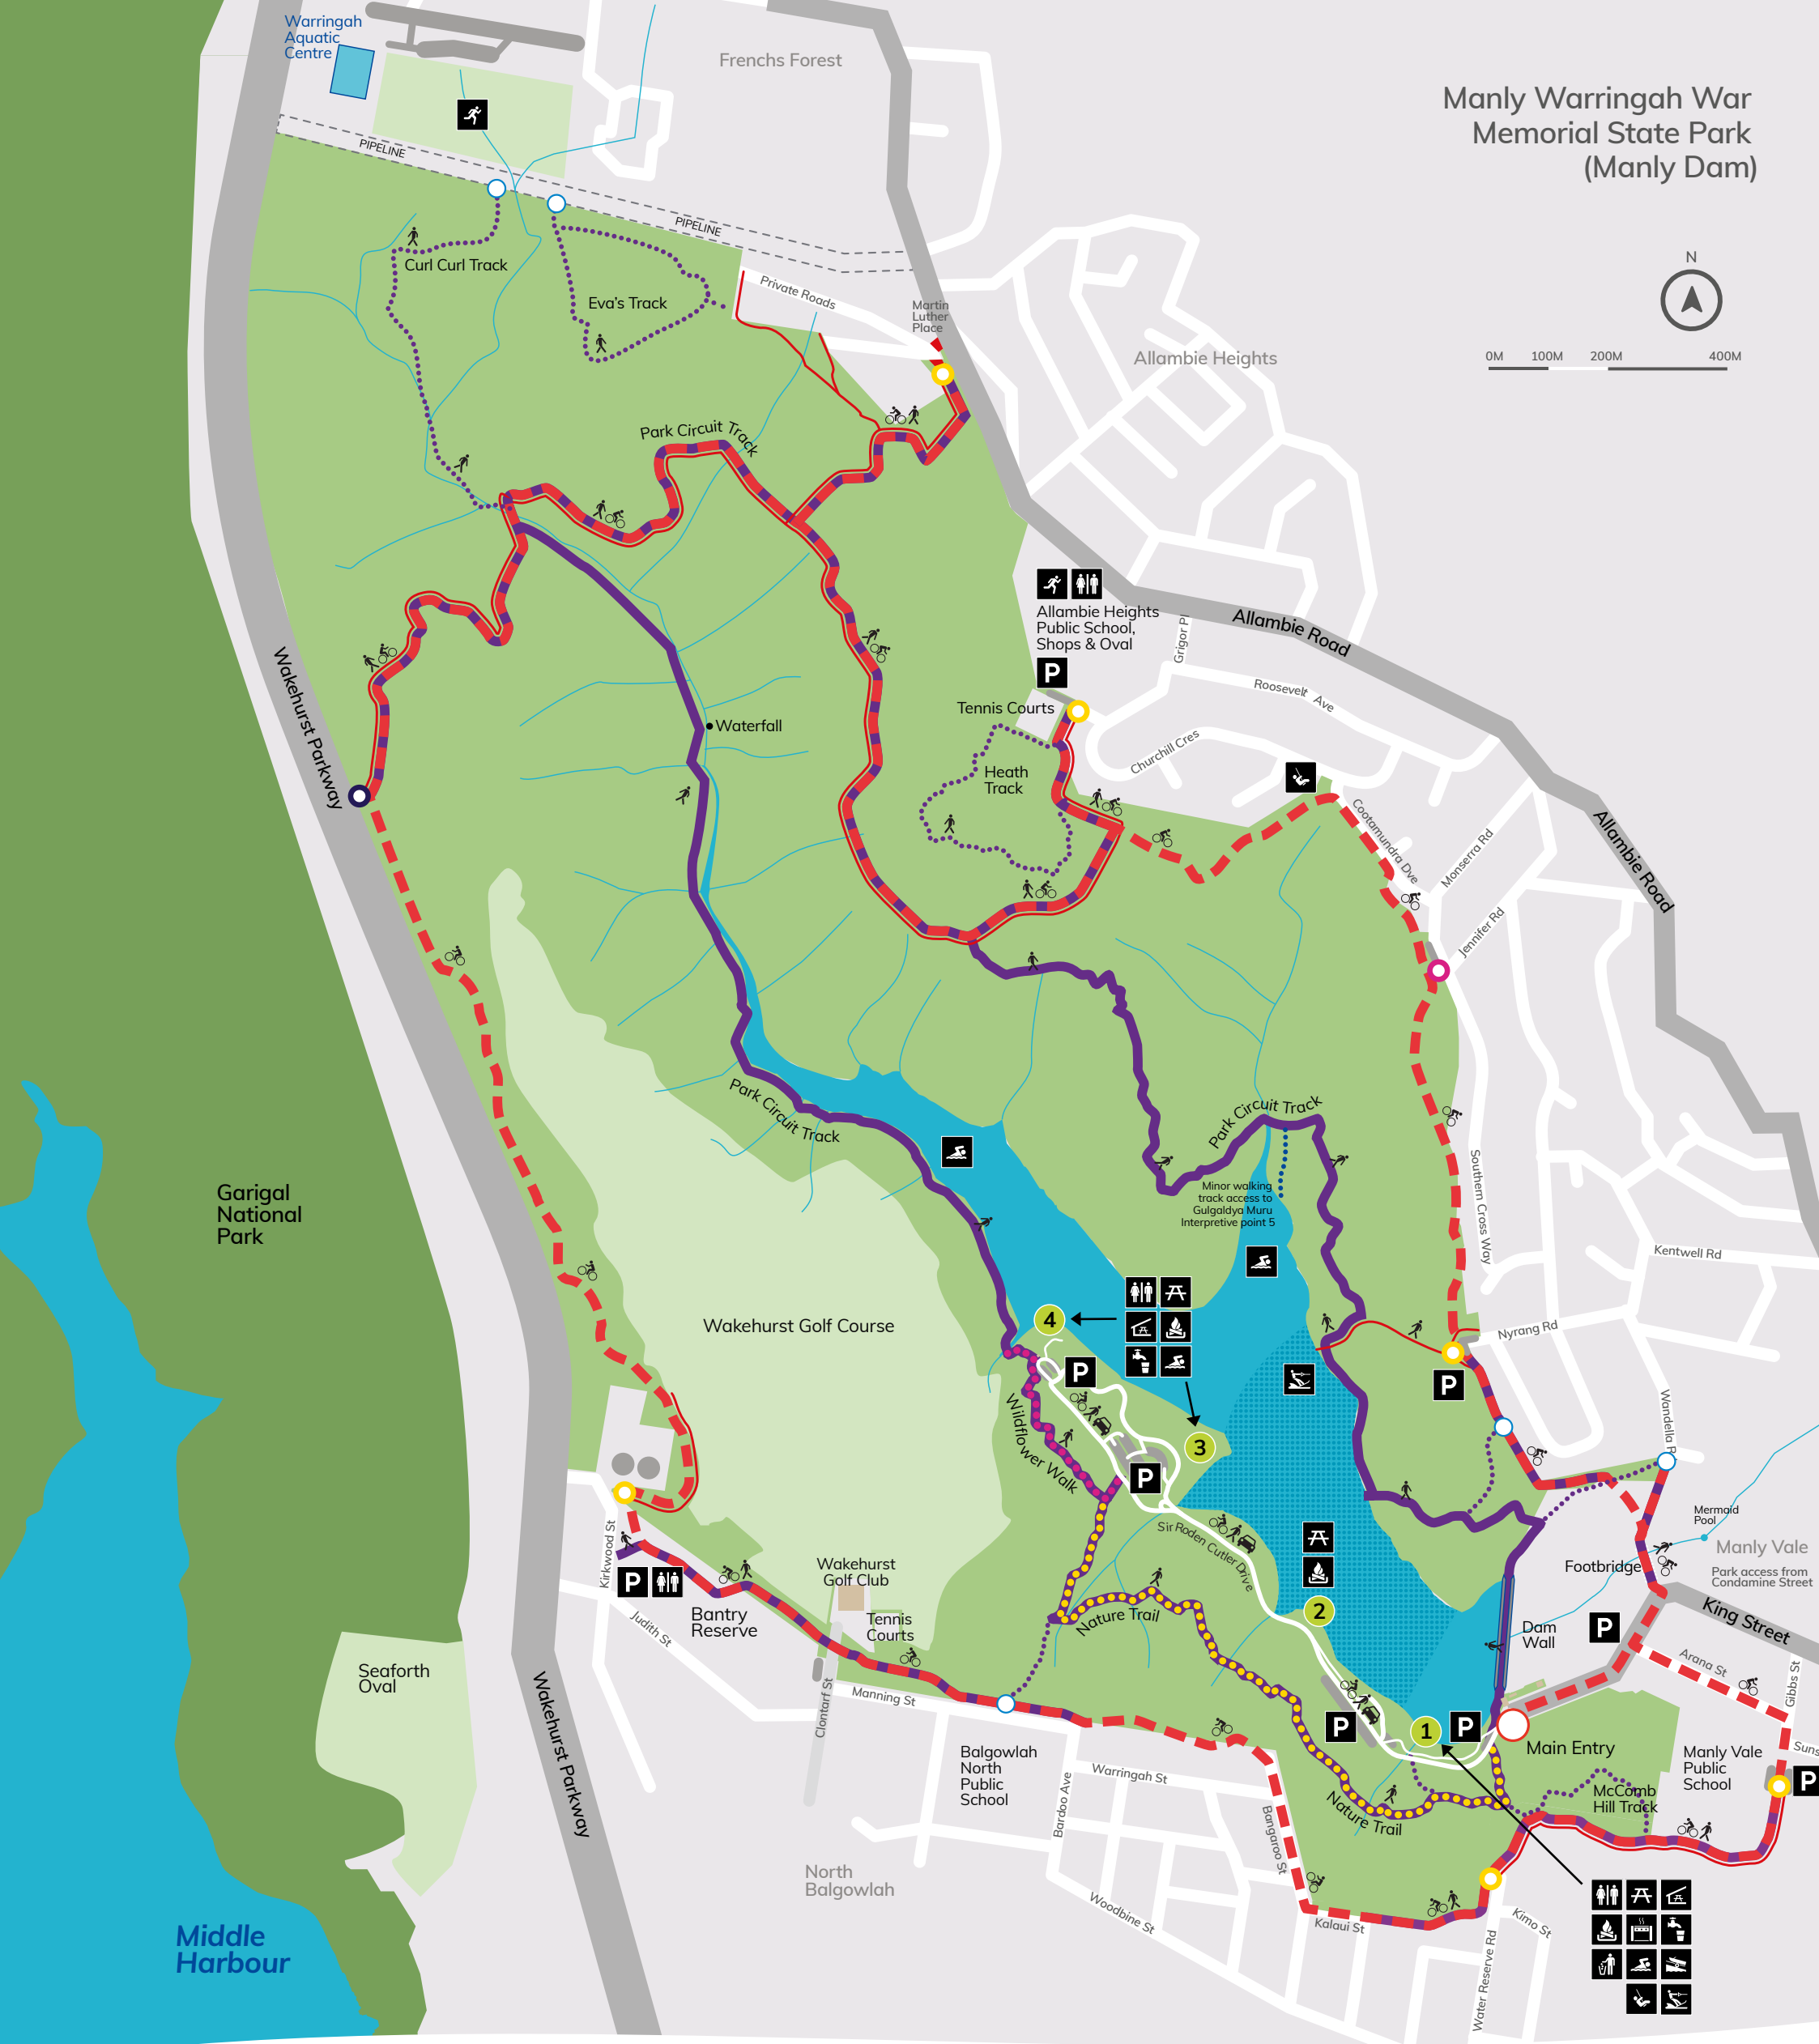 Warringah
Aquatic
Centre
Frenchs Forest
Manly Warringah War
Memorial State Park
(Manly Dam)
PIPELINE
PIPELINE
Curl Curl Track
Eva's Track
Private Roads
Martin
Luther
Place
N
0M 100M 200M 400M
Allambie Heights
Park Circuit Track
Allambie Heights
Public School,
Shops & Oval
P
Grigor Pl
Allambie Road
Roosevelt Ave
Tennis Courts
Churchill Cres
Heath
Track
Waterfall
Wakehurst Parkway
Cootamundra Dve
Monserra Rd
Allambie Road
Jennifer Rd
Park Circuit Track
Park Circuit Track
Minor walking
track access to
Gulgaldya Muru
Interpretive point 5
Southern Cross Way
Kentwell Rd
Garigal
National
Park
Wakehurst Golf Course
4
P
Nyrang Rd
P
Wandella R
3
P
Wildflower Walk
Sir Roden Cutler Drive
Mermaid
Pool
Manly Vale
Park access from
Condamine Street
Footbridge
King Street
Kirkwood St
P
Wakehurst
Golf Club
Nature Trail
2
Dam
Wall
P
Bantry
Reserve
Judith St
Tennis
Courts
Seaforth
Oval
Arana St
Gibbs St
Manning St
Clontarf St
Wakehurst Parkway
P
1
P
Main Entry
Suns
Balgowlah
North
Public
School
Warringah St
Manly Vale
Public
School
P
McComb
Hill Track
Nature Trail
Bardoo Ave
Bangaroo St
North
Balgowlah
Woodbine St
Kalaui St
Kimo St
Water Reserve Rd
Middle
Harbour